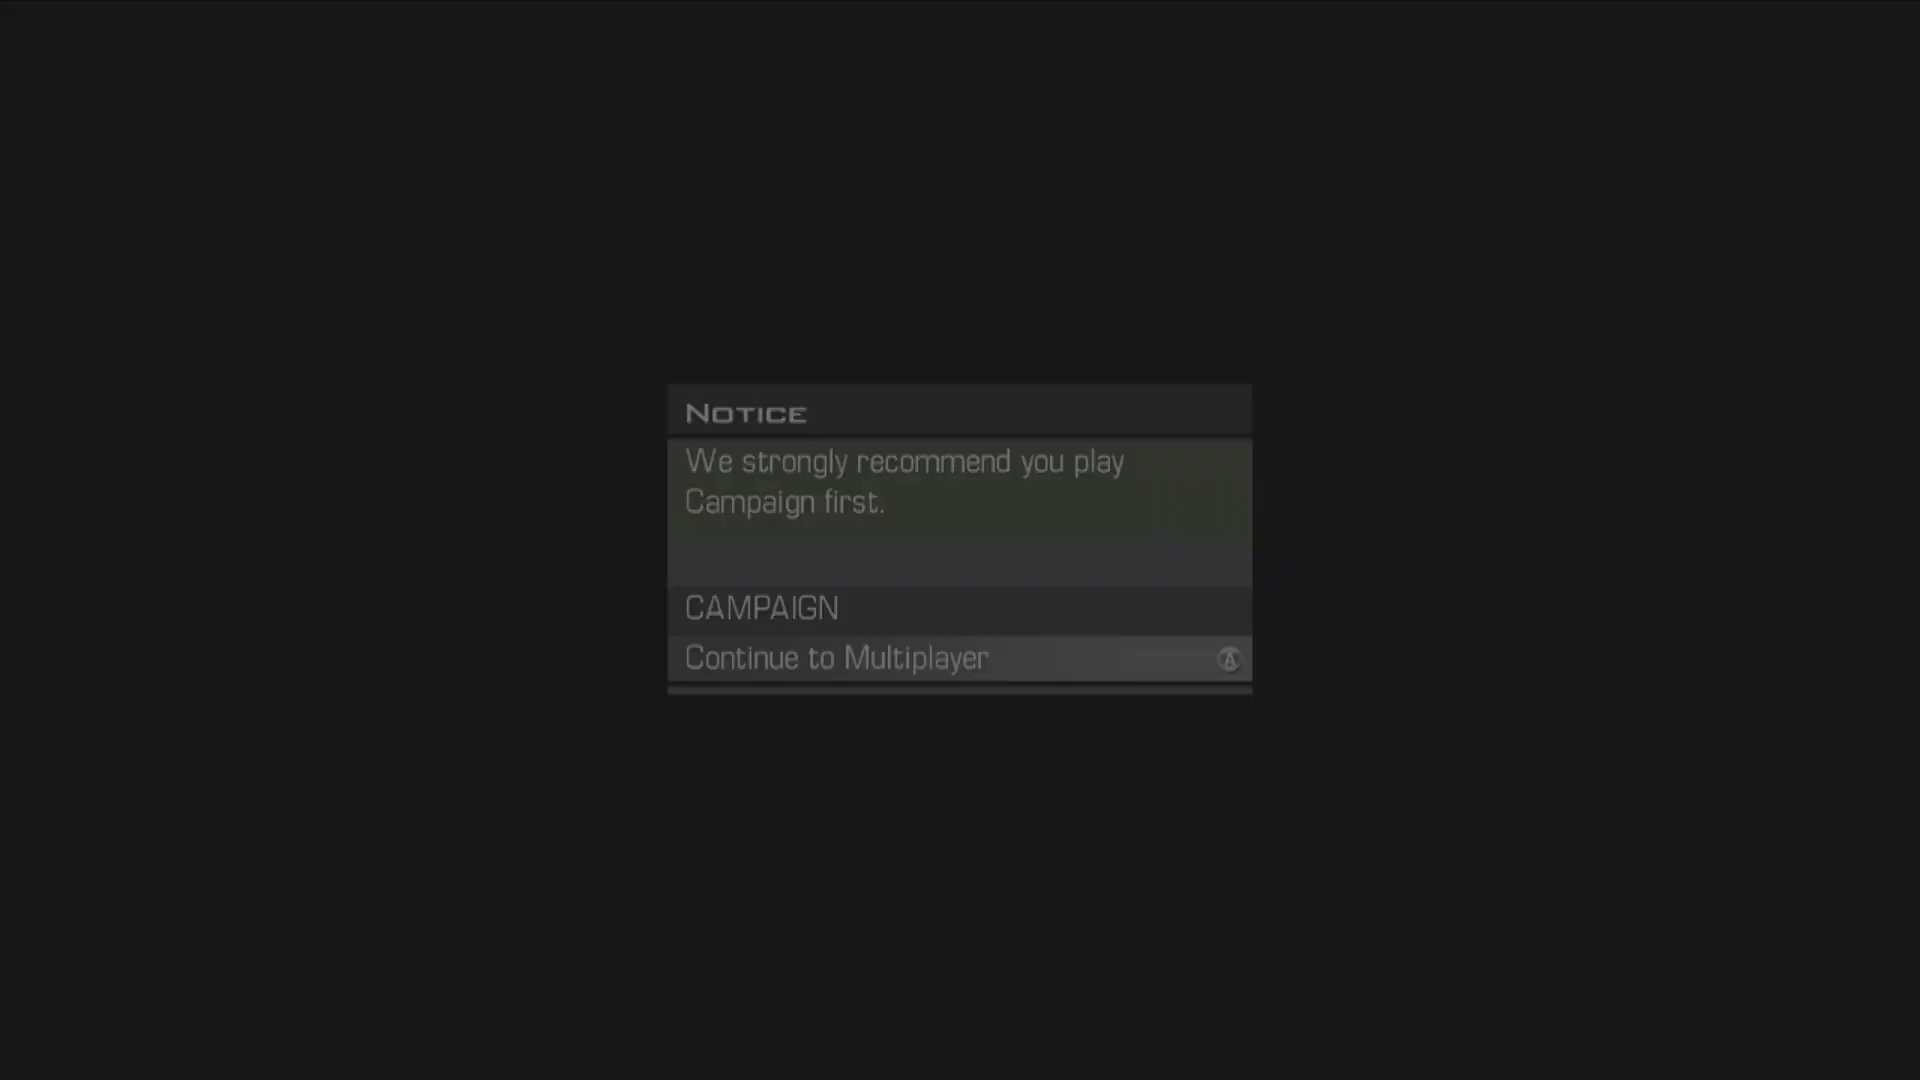 Notice
We strongly recommend you play
Campaign first.
CAMPAIGN
Continue to Multiplayer A